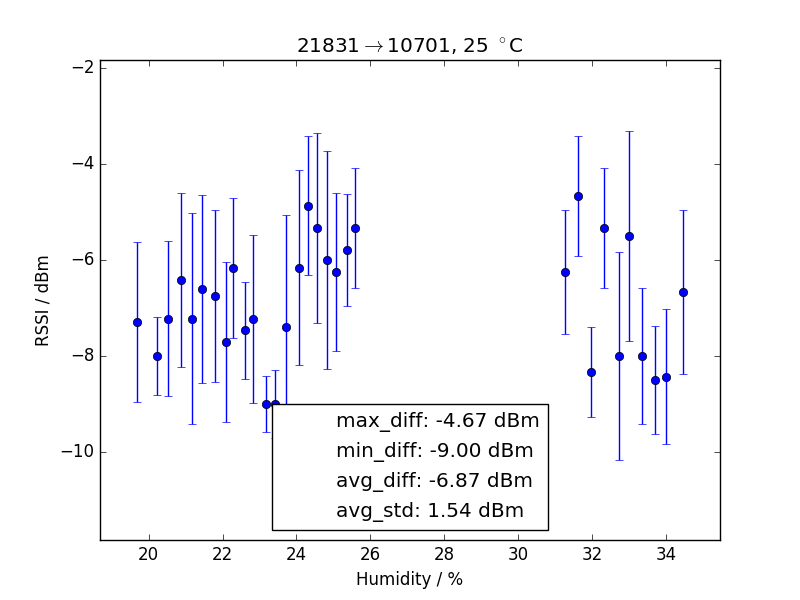 21831→10701, 25 °C
−2
−4
−6
−8
−10
RSSI / dBm
max_diff: -4.67 dBm
min_diff: -9.00 dBm
avg_diff: -6.87 dBm
avg_std: 1.54 dBm
20 22 24 26 28 30 32 34
Humidity / %